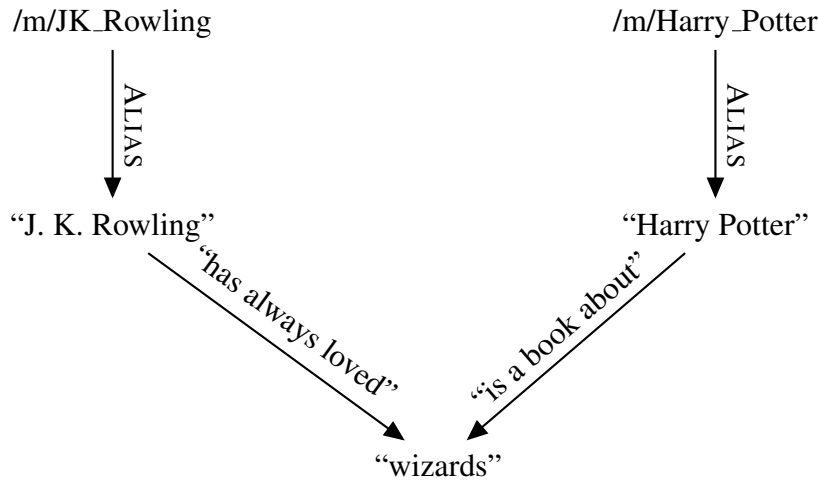 /m/JK_Rowling
/m/Harry_Potter
ALIAS
ALIAS
“J. K. Rowling”
“Harry Potter”
“has always loved”
“is a book about”
“wizards”